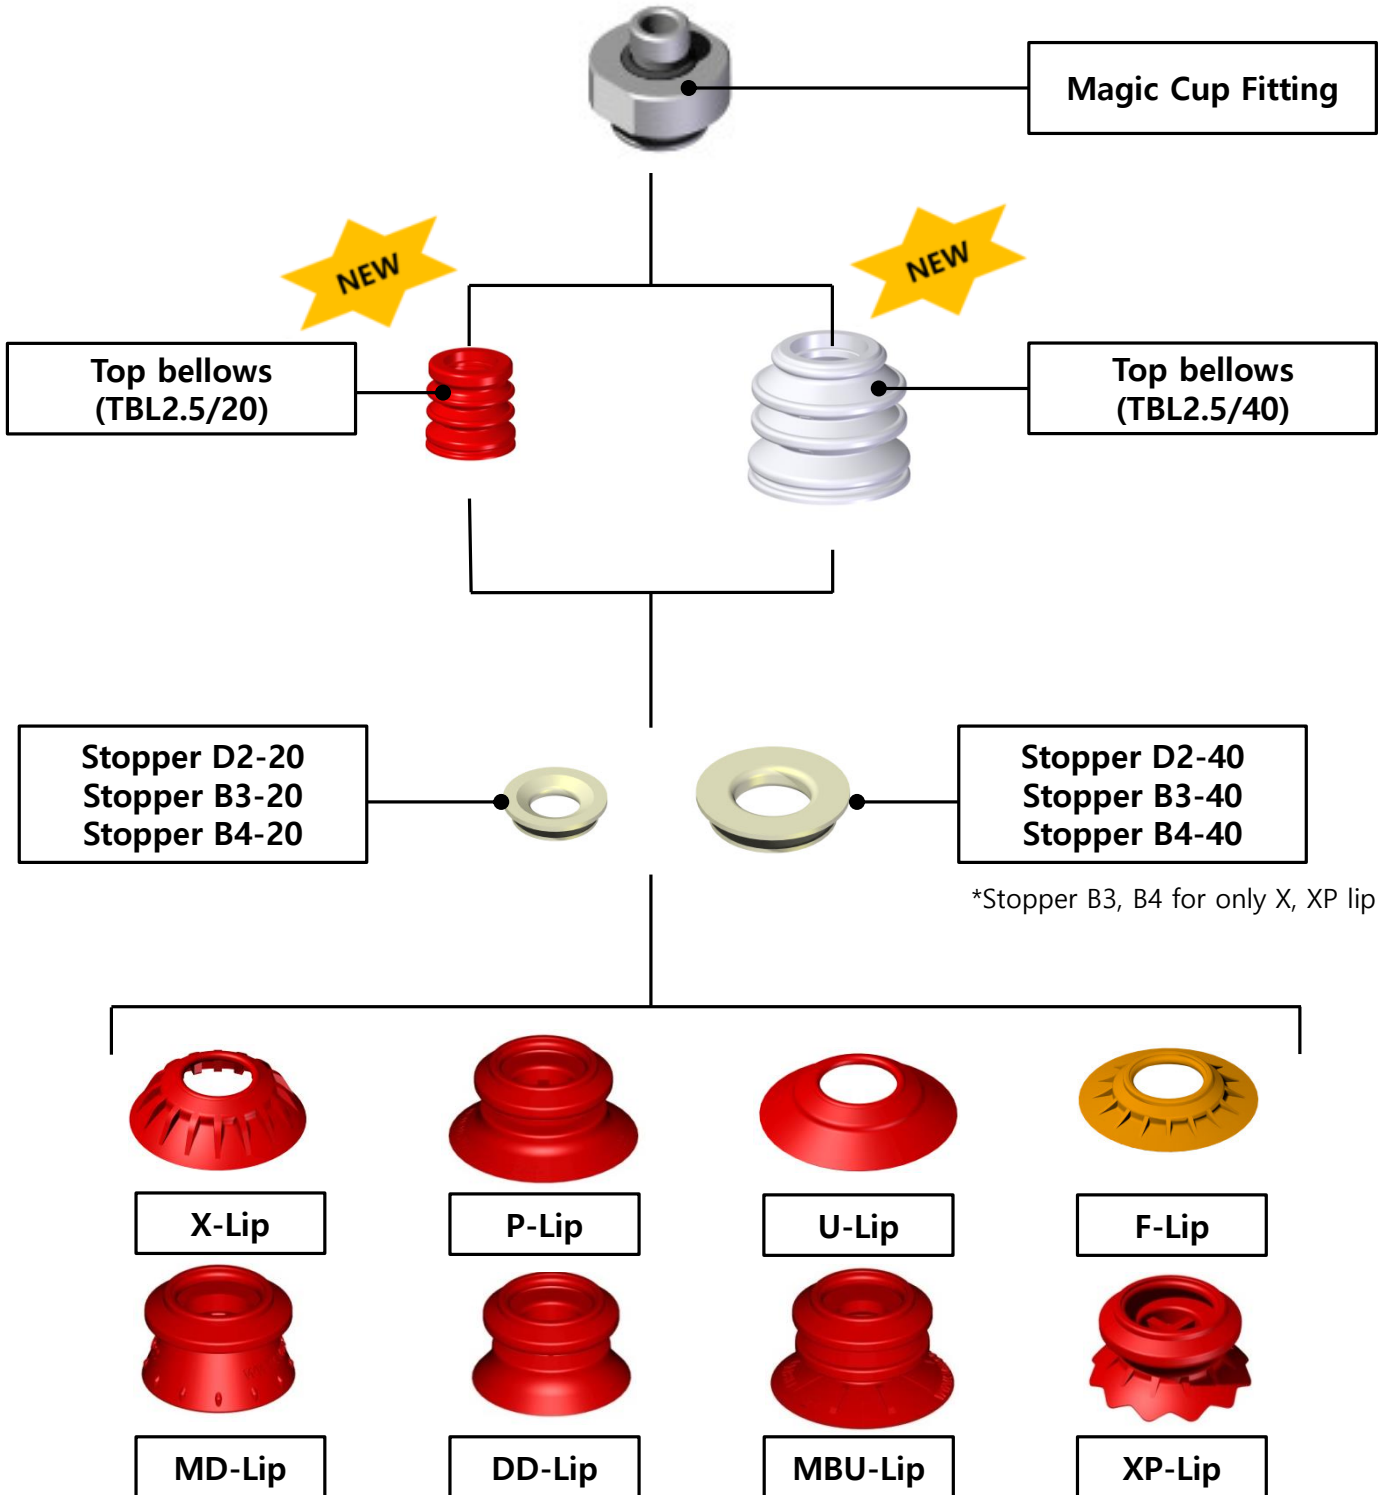 Magic Cup Fitting
NEW
NEW
Top bellows
(TBL2.5/20)
Top bellows
(TBL2.5/40)
Stopper D2-20
Stopper B3-20
Stopper B4-20
Stopper D2-40
Stopper B3-40
Stopper B4-40
*Stopper B3, B4 for only X, XP lip
X-Lip
P-Lip
U-Lip
F-Lip
MD-Lip
DD-Lip
MBU-Lip
XP-Lip